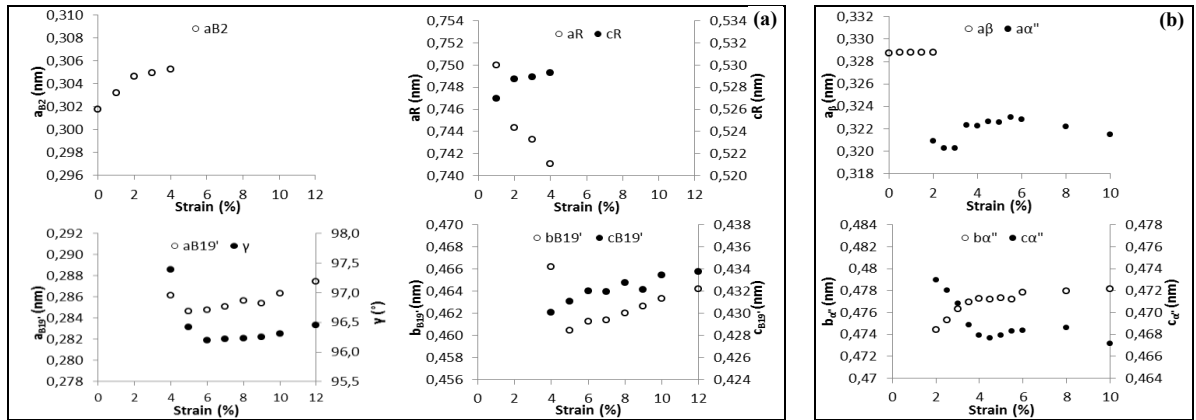 (a)
aB2
0,310
0,308
0,306
0,304
0,302
0,300
0,298
0,296
a_B2 (nm)
0 2 4 6 8 10 12
Strain (%)
aR cR
0,754
0,752
0,750
0,748
0,746
0,744
0,742
0,740
aR (nm)
0,534
0,532
0,530
0,528
0,526
0,524
0,522
0,520
cR (nm)
0 2 4 6 8 10 12
Strain (%)
aB19' γ
0,292
0,290
0,288
0,286
0,284
0,282
0,280
0,278
a_B19' (nm)
98,0
97,5
97,0
96,5
96,0
95,5
γ (°)
0 2 4 6 8 10 12
Strain (%)
bB19' cB19'
0,470
0,468
0,466
0,464
0,462
0,460
0,458
0,456
b_B19' (nm)
0,438
0,436
0,434
0,432
0,430
0,428
0,426
0,424
c_B19' (nm)
0 2 4 6 8 10 12
Strain (%)
(b)
aβ aα"
0,332
0,330
0,328
0,326
0,324
0,322
0,320
0,318
a_β (nm)
0 2 4 6 8 10
Strain (%)
bα" cα"
0,484
0,482
0,48
0,478
0,476
0,474
0,472
0,47
b_α" (nm)
0,478
0,476
0,474
0,472
0,470
0,468
0,466
0,464
c_α" (nm)
0 2 4 6 8 10
Strain (%)